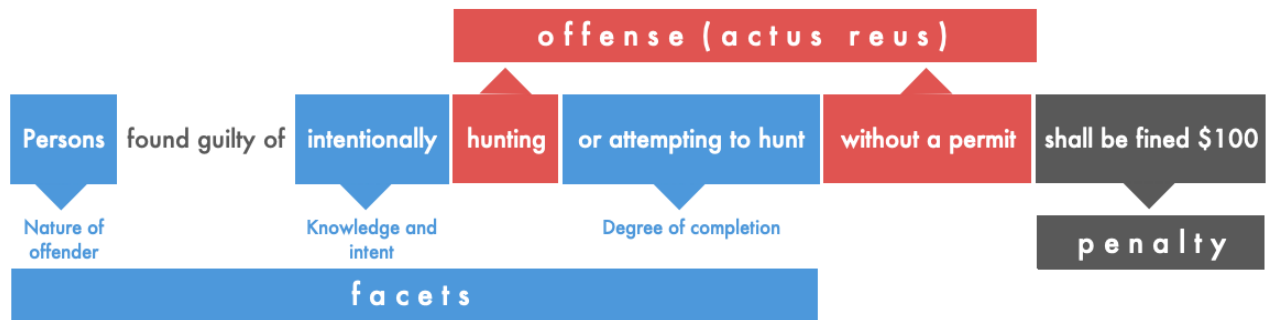 offense (actus reus)
Persons found guilty of intentionally hunting or attempting to hunt without a permit shall be fined $100
Nature of
offender
Knowledge and
intent
Degree of completion
penalty
facets